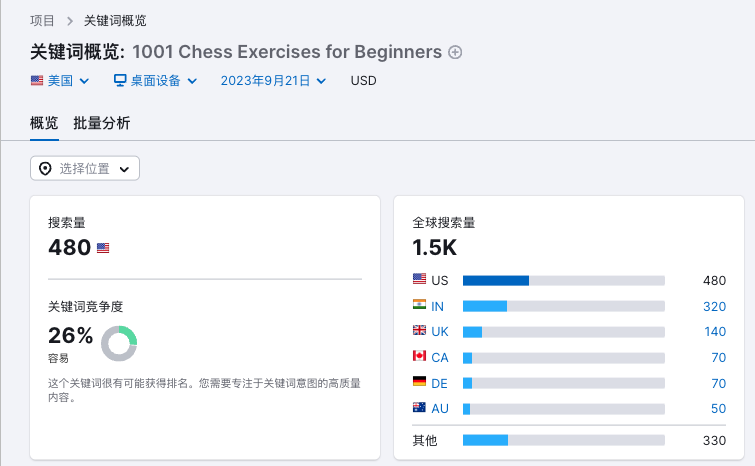 项目 > 关键词概览
关键词概览: 1001 Chess Exercises for Beginners
美国 桌面设备 2023年9月21日 USD
概览 批量分析
选择位置
搜索量
480
关键词竞争度
26%
容易
这个关键词很有可能获得排名。您需要专注于关键词意图的高质量
内容。
全球搜索量
1.5K
US 480
IN 320
UK 140
CA 70
DE 70
AU 50
其他 330